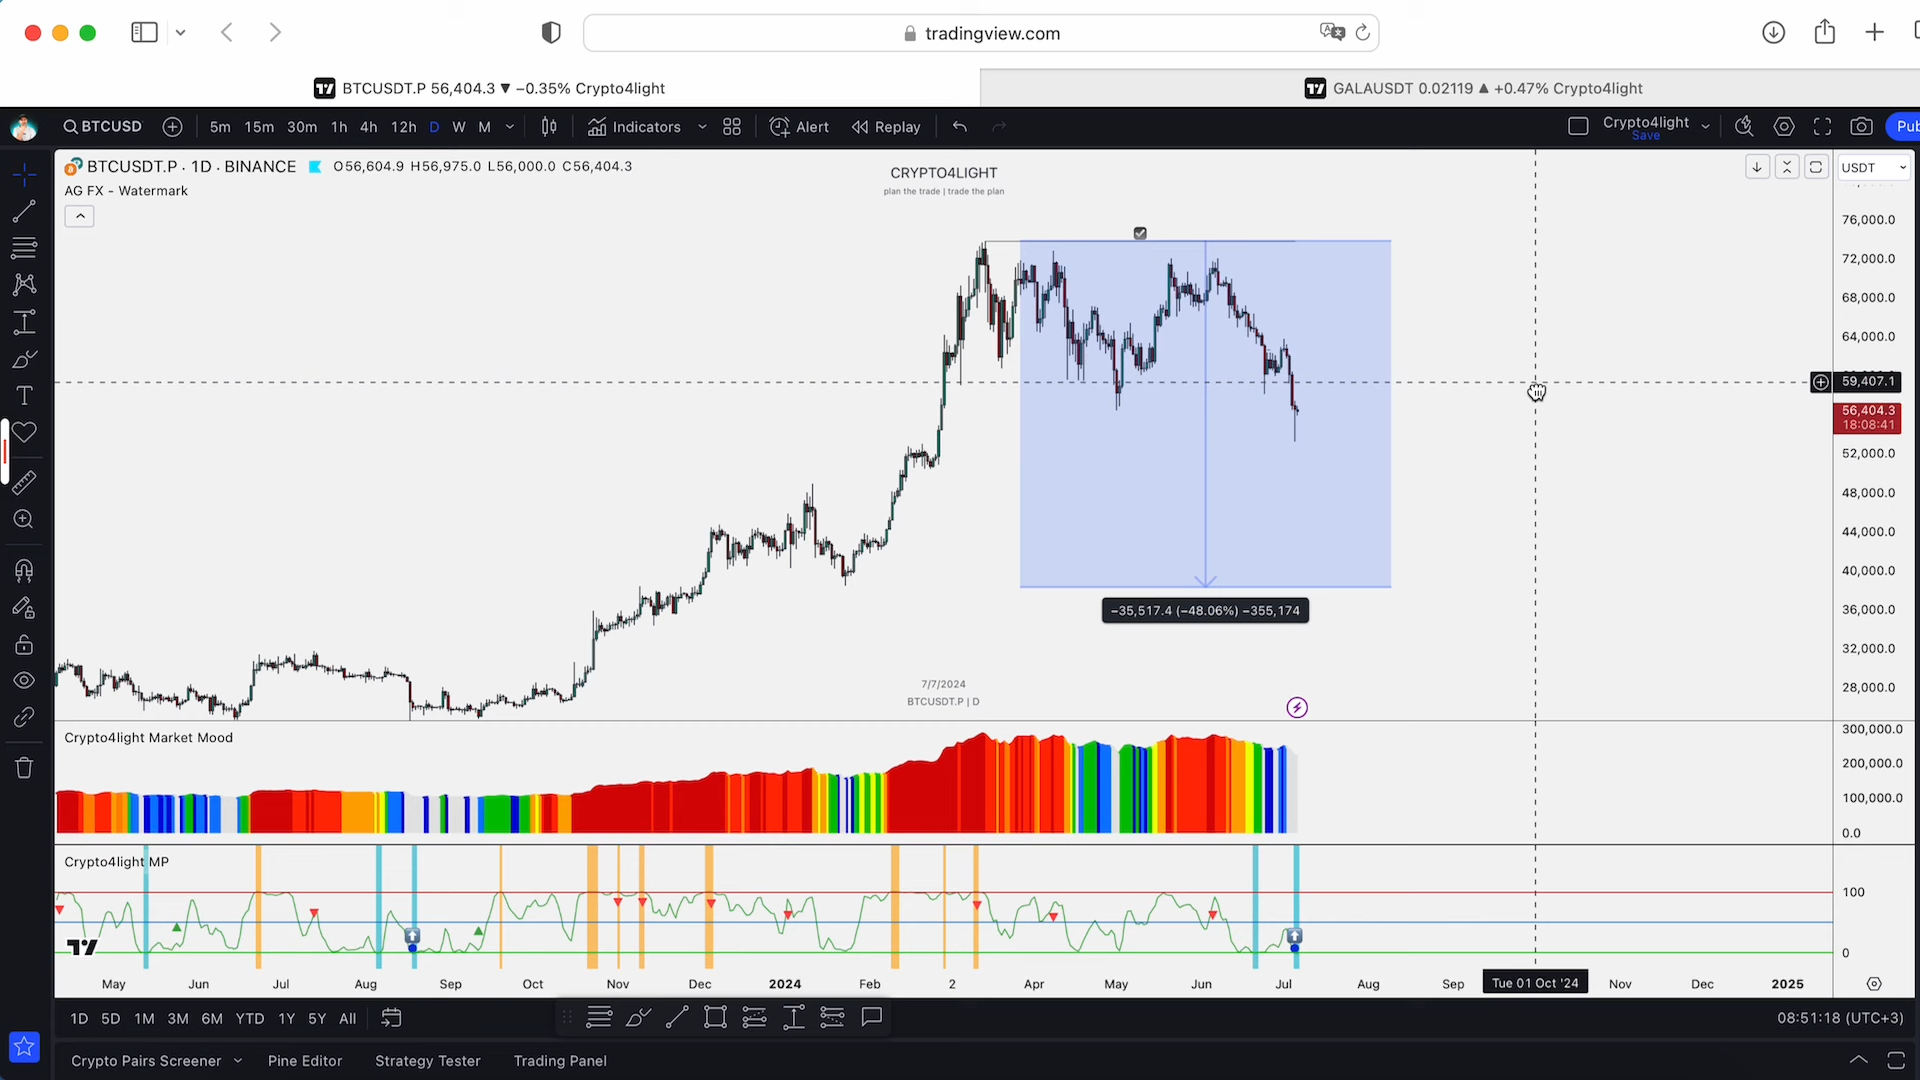 tradingview.com
BTCUSDT.P 56,404.3 ▼ −0.35% Crypto4light
GALAUSDT 0.02119 ▲ +0.47% Crypto4light
BTCUSD
5m 15m 30m 1h 4h 12h D W M
Indicators
Alert
Replay
Crypto4light
Save
Pub
BTCUSDT.P · 1D · BINANCE
O56,604.9 H56,975.0 L56,000.0 C56,404.3
AG FX - Watermark
CRYPTO4LIGHT
plan the trade | trade the plan
USDT
76,000.0
72,000.0
68,000.0
64,000.0
59,407.1
56,404.3
18:08:41
52,000.0
48,000.0
44,000.0
40,000.0
36,000.0
32,000.0
28,000.0
−35,517.4 (−48.06%) −355,174
7/7/2024
BTCUSDT.P | D
Crypto4light Market Mood
300,000.0
200,000.0
100,000.0
0.0
Crypto4light MP
100
0
May Jun Jul Aug Sep Oct Nov Dec 2024 Feb 2 Apr May Jun Jul Aug Sep Tue 01 Oct '24 Nov Dec 2025
1D 5D 1M 3M 6M YTD 1Y 5Y All
08:51:18 (UTC+3)
Crypto Pairs Screener Pine Editor Strategy Tester Trading Panel